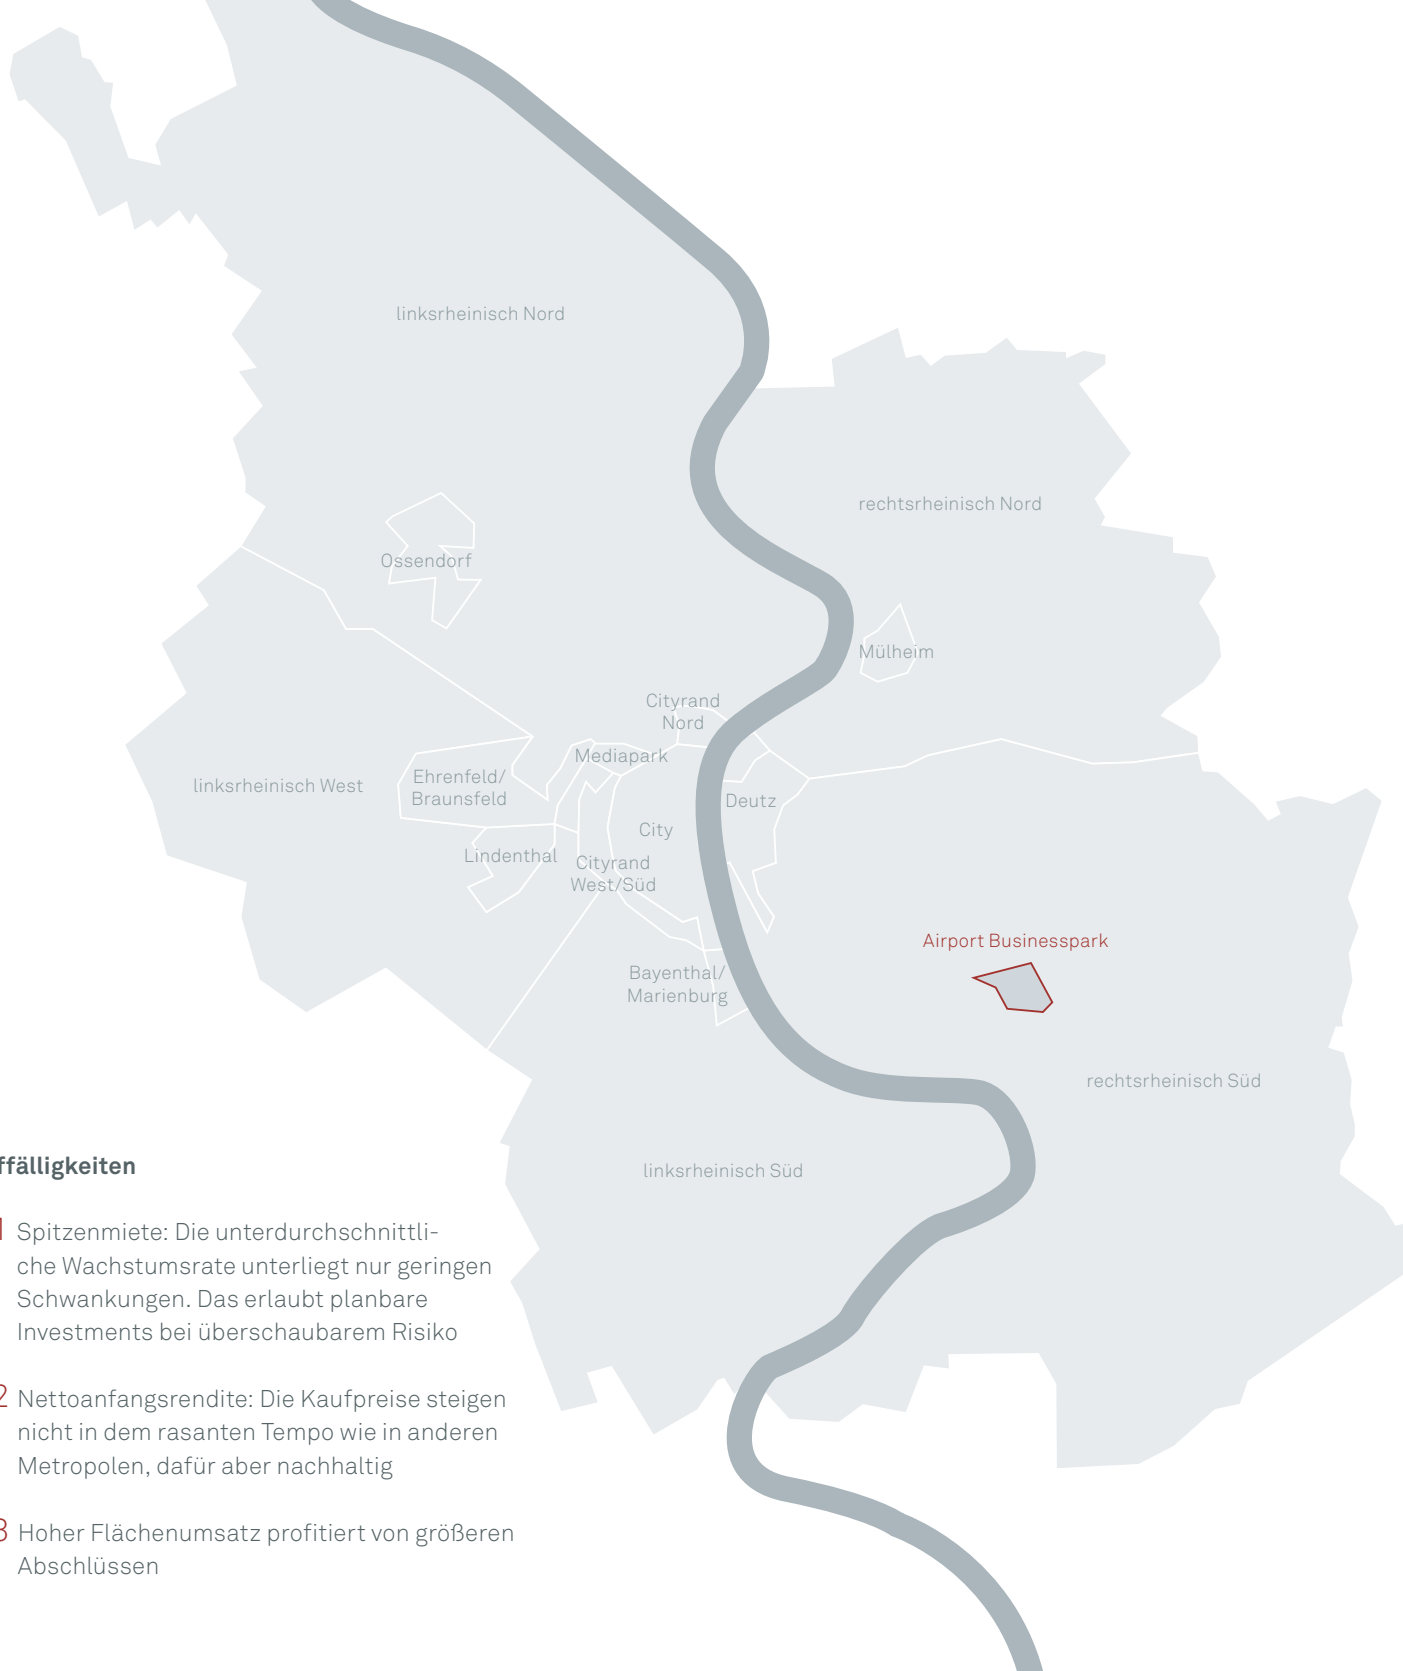 linksrheinisch Nord
rechtsrheinisch Nord
Ossendorf
Mülheim
Cityrand
Nord
Mediapark
linksrheinisch West
Ehrenfeld/
Braunsfeld
Deutz
City
Lindenthal
Cityrand
West/Süd
Airport Businesspark
Bayenthal/
Marienburg
rechtsrheinisch Süd
linksrheinisch Süd
ffälligkeiten
1 Spitzenmiete: Die unterdurchschnittli-
che Wachstumsrate unterliegt nur geringen
Schwankungen. Das erlaubt planbare
Investments bei überschaubarem Risiko
2 Nettoanfangsrendite: Die Kaufpreise steigen
nicht in dem rasanten Tempo wie in anderen
Metropolen, dafür aber nachhaltig
3 Hoher Flächenumsatz profitiert von größeren
Abschlüssen